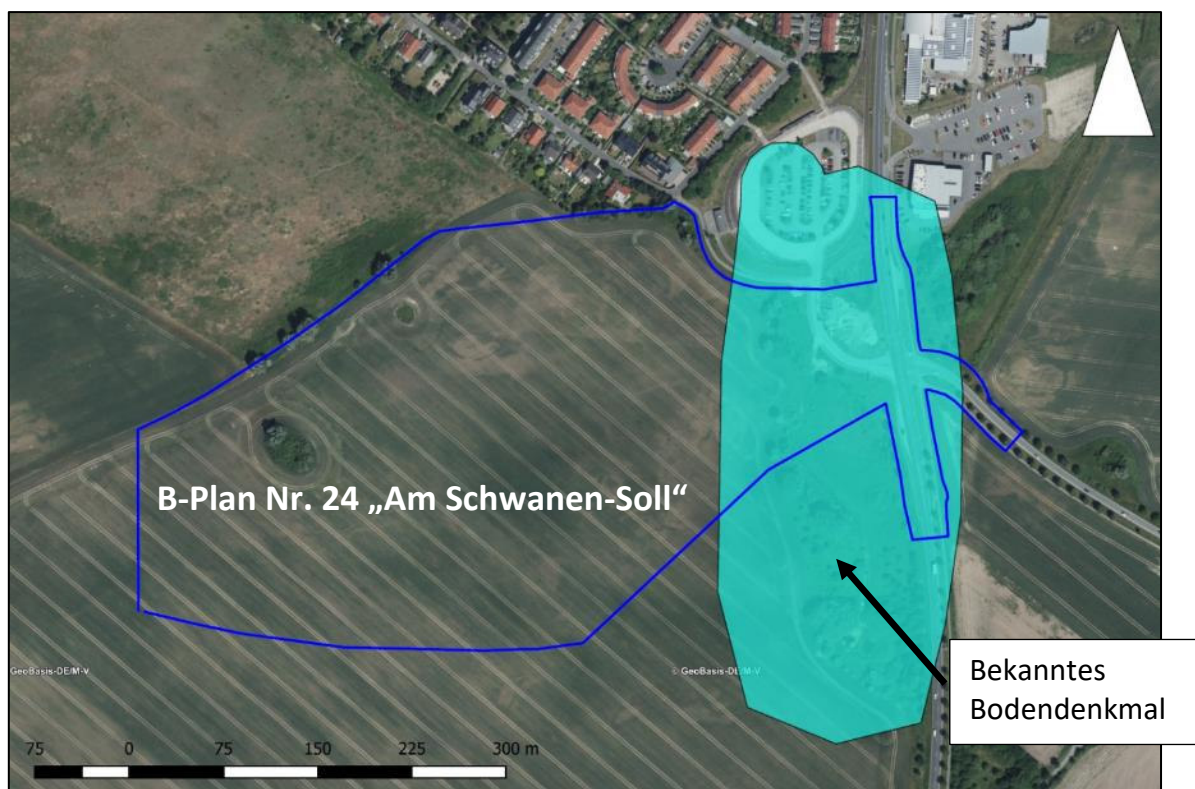 B-Plan Nr. 24 „Am Schwanen-Soll“
Bekanntes
Bodendenkmal
GeoBasis-DE/M-V
© GeoBasis-DE/M-V
75 0 75 150 225 300 m